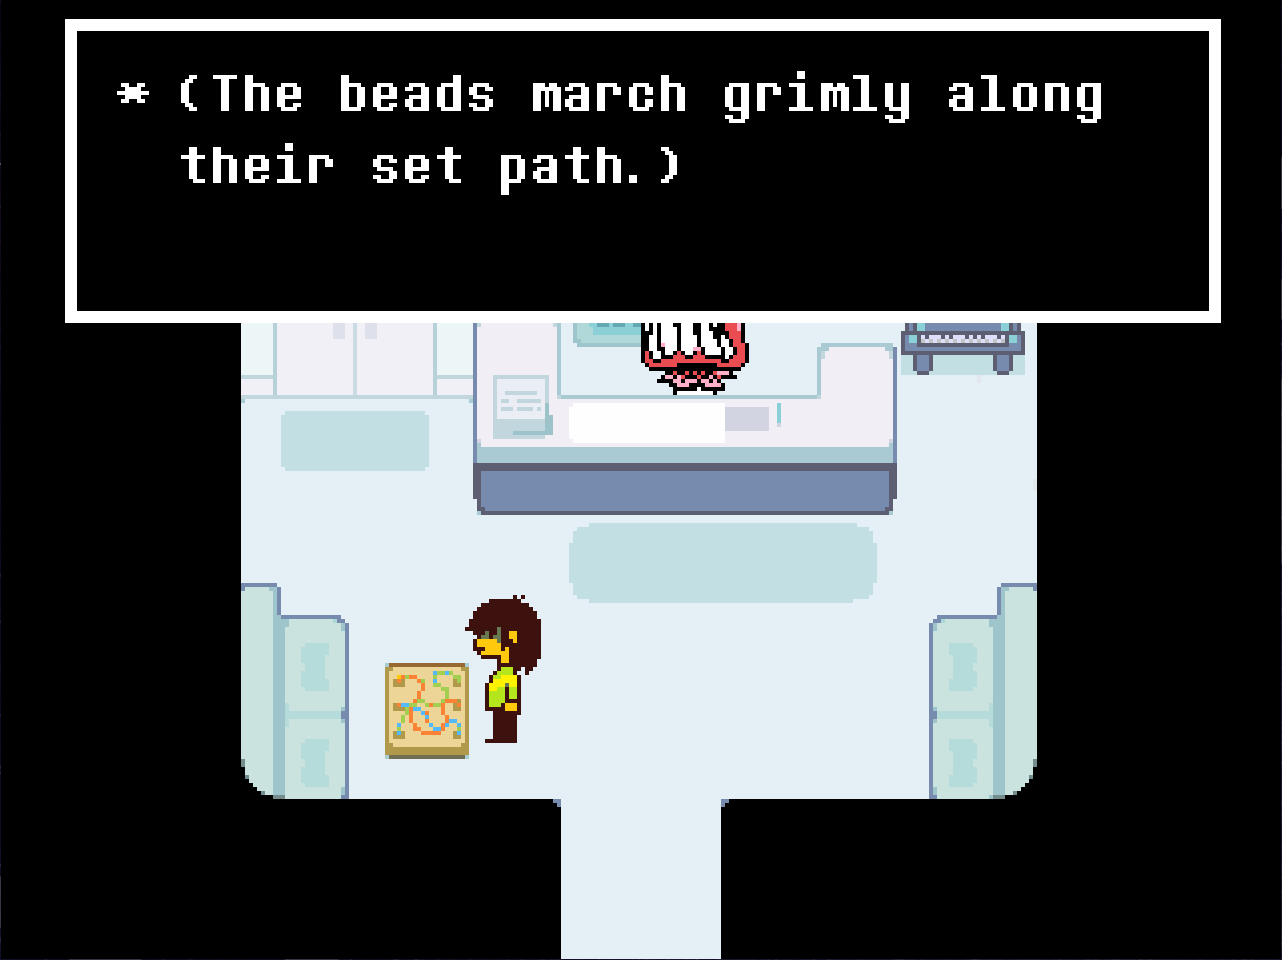 * (The beads march grimly along
their set path.)